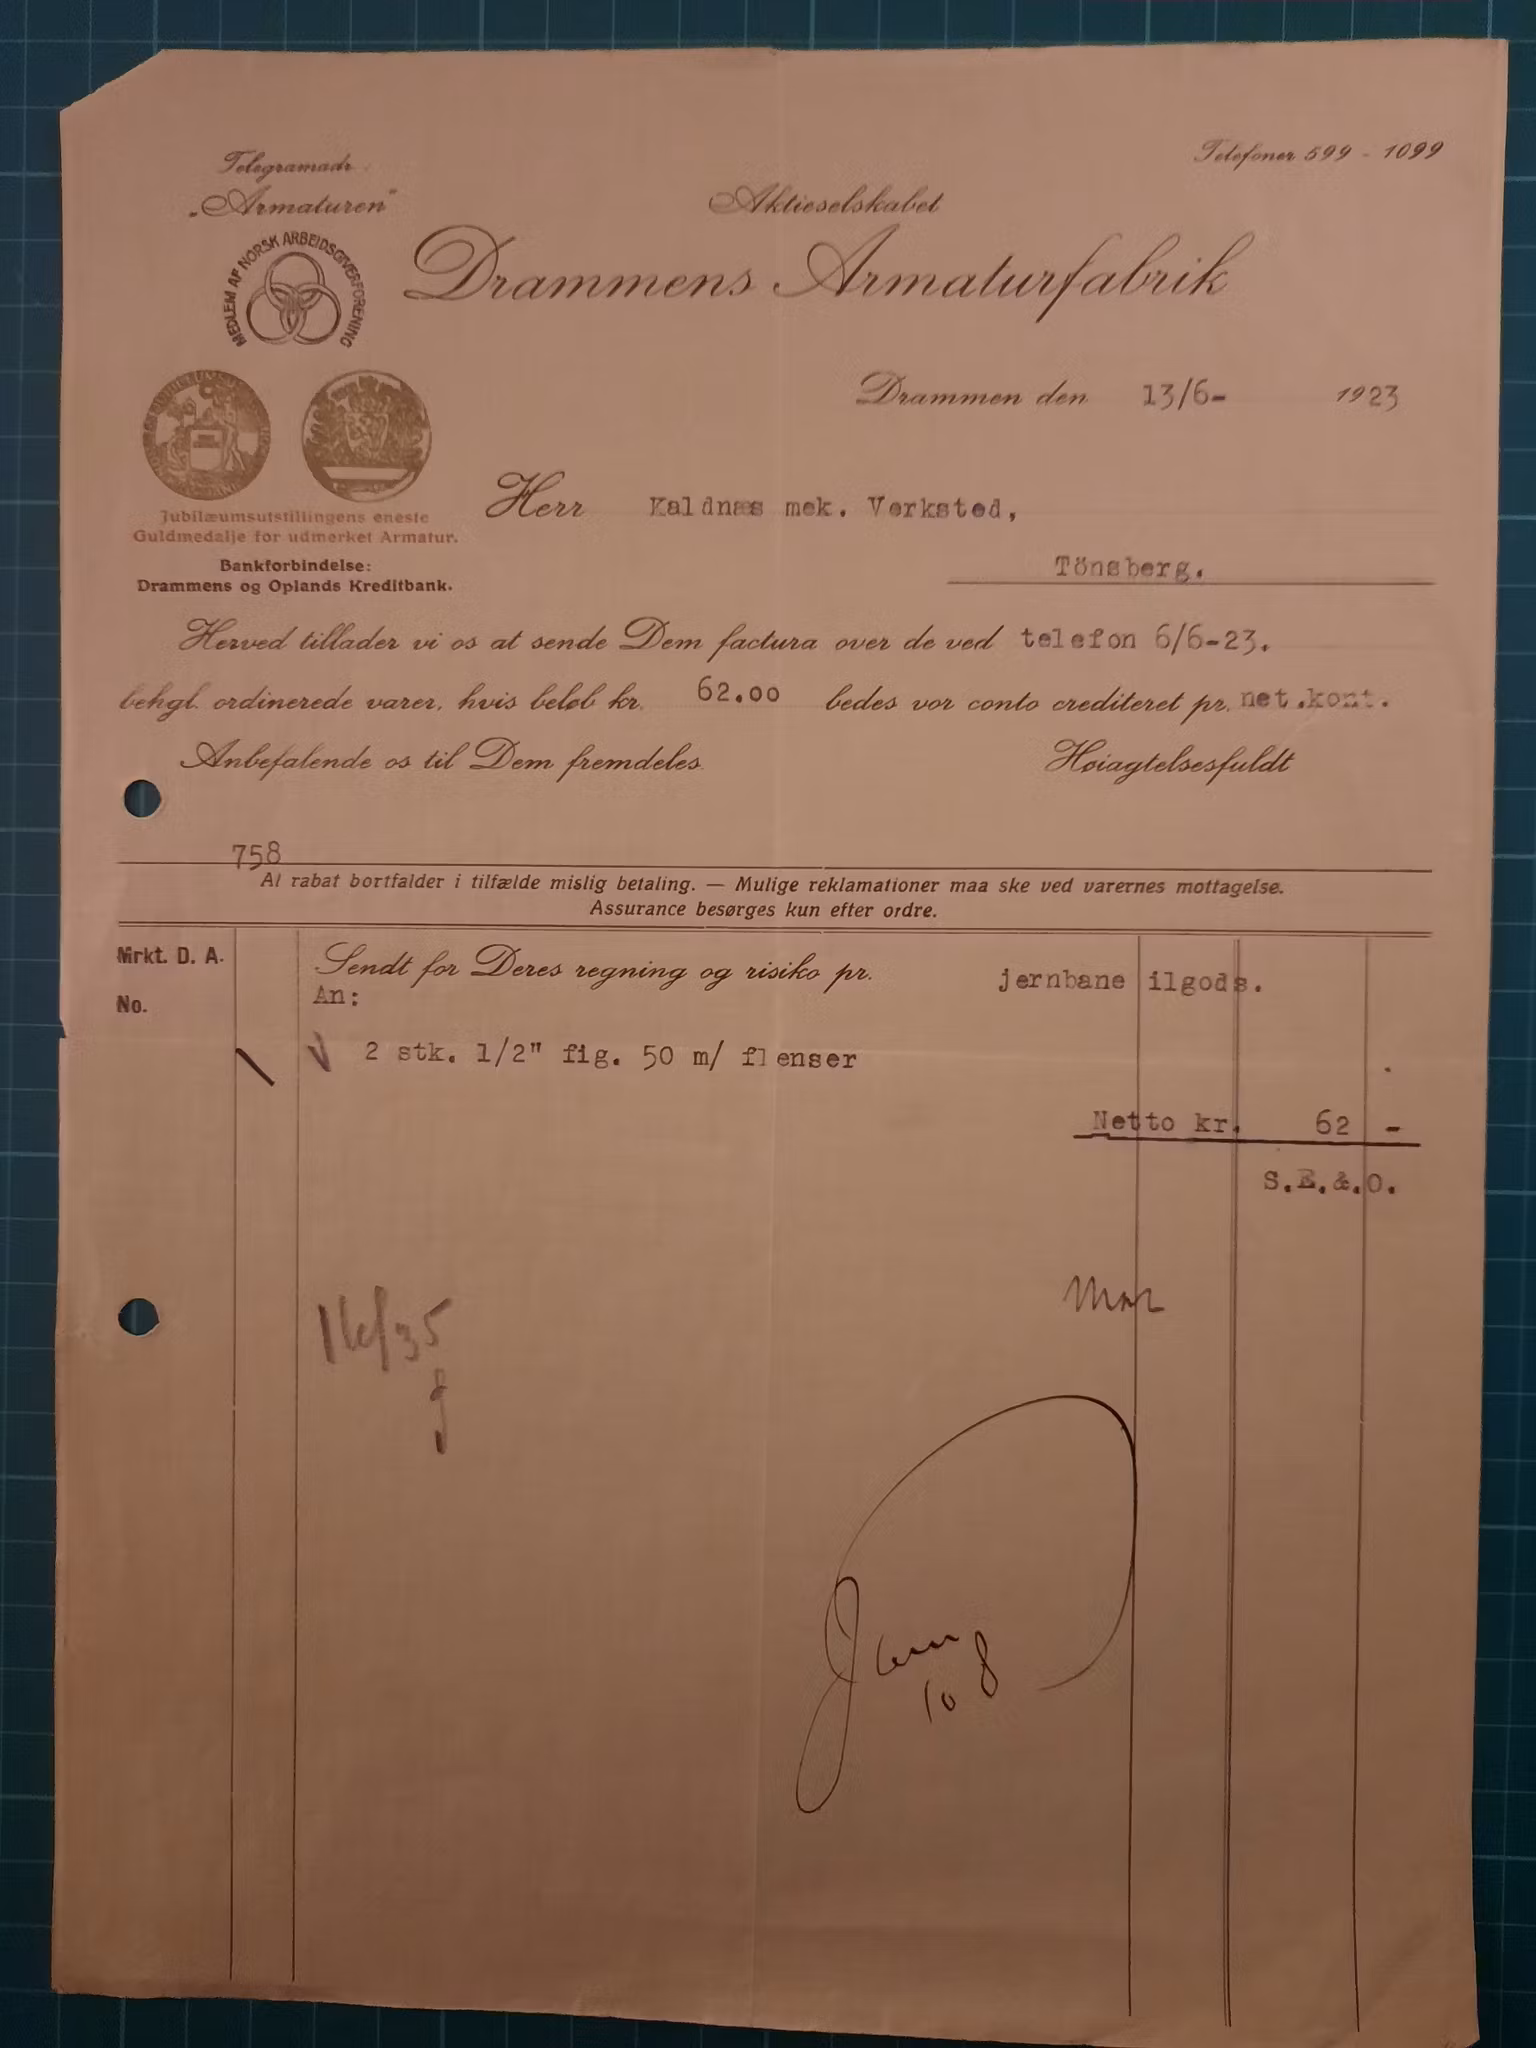 Telegramadr.
Telefoner 599 - 1099
„Armaturen"
Aktieselskabet
MEDLEM AF NORSK ARBEIDSGIVERFORENING
Drammens Armaturfabrik
Drammen den 13/6- 1923
Herr Kaldnæs mek. Verksted,
Jubilæumsutstillingens eneste
Guldmedalje for udmerket Armatur.
Bankforbindelse:
Drammens og Oplands Kreditbank.
Tönsberg.
Herved tillader vi os at sende Dem factura over de ved telefon 6/6-23.
behgl. ordinerede varer, hvis beløb kr. 62.00 bedes vor conto crediteret pr. net.kont.
Anbefalende os til Dem fremdeles.
Høiagtelsesfuldt
758
Al rabat bortfalder i tilfælde mislig betaling. — Mulige reklamationer maa ske ved varernes mottagelse.
Assurance besørges kun efter ordre.
Mrkt. D. A.
Sendt for Deres regning og risiko pr. jernbane ilgods.
No.
An:
2 stk. 1/2" fig. 50 m/ flenser
Netto kr. 62 -
S.E.&.O.